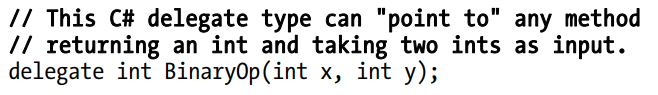 // This C# delegate type can "point to" any method
// returning an int and taking two ints as input.
delegate int BinaryOp(int x, int y);